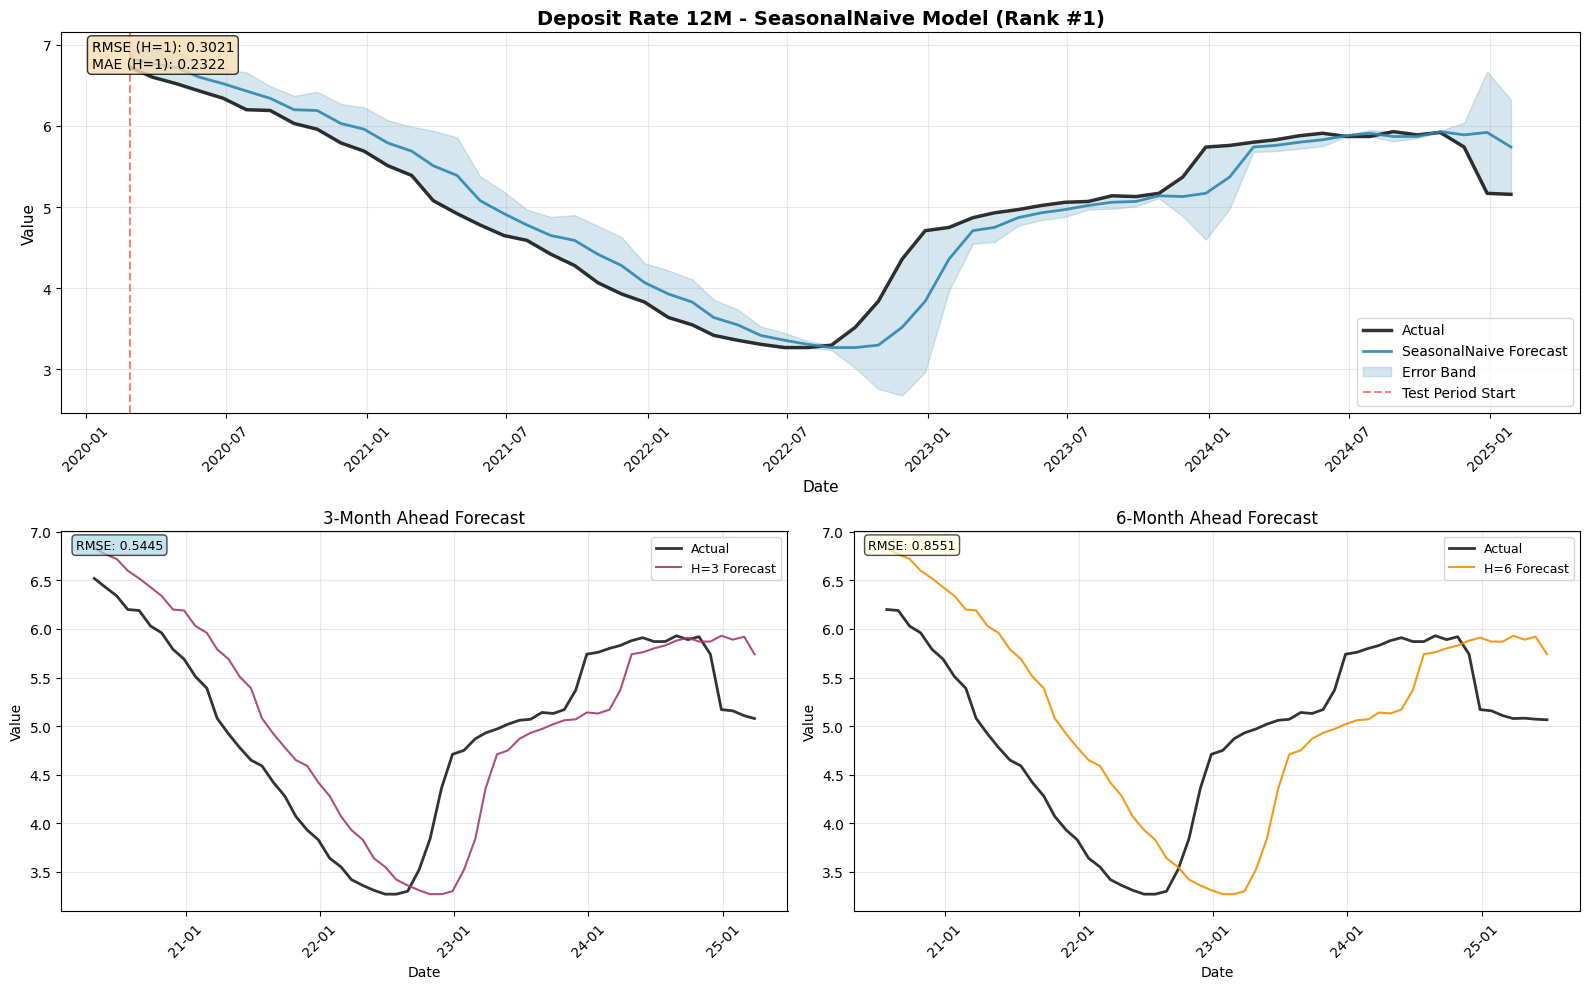 Deposit Rate 12M - SeasonalNaive Model (Rank #1)
RMSE (H=1): 0.3021
MAE (H=1): 0.2322
Value
7
6
5
4
3
Actual
SeasonalNaive Forecast
Error Band
Test Period Start
2020-01
2020-07
2021-01
2021-07
2022-01
2022-07
2023-01
2023-07
2024-01
2024-07
2025-01
Date
3-Month Ahead Forecast
RMSE: 0.5445
Actual
H=3 Forecast
Value
7.0
6.5
6.0
5.5
5.0
4.5
4.0
3.5
21-01
22-01
23-01
24-01
25-01
Date
6-Month Ahead Forecast
RMSE: 0.8551
Actual
H=6 Forecast
Value
7.0
6.5
6.0
5.5
5.0
4.5
4.0
3.5
21-01
22-01
23-01
24-01
25-01
Date